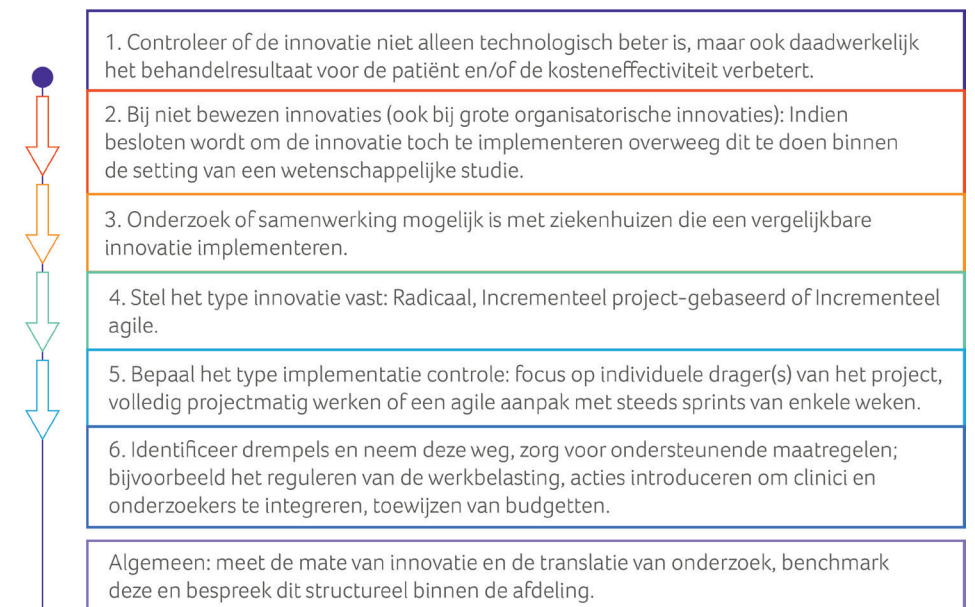 1. Controleer of de innovatie niet alleen technologisch beter is, maar ook daadwerkelijk
het behandelresultaat voor de patiënt en/of de kosteneffectiviteit verbetert.
2. Bij niet bewezen innovaties (ook bij grote organisatorische innovaties): Indien
besloten wordt om de innovatie toch te implementeren overweeg dit te doen binnen
de setting van een wetenschappelijke studie.
3. Onderzoek of samenwerking mogelijk is met ziekenhuizen die een vergelijkbare
innovatie implementeren.
4. Stel het type innovatie vast: Radicaal, Incrementeel project-gebaseerd of Incrementeel
agile.
5. Bepaal het type implementatie controle: focus op individuele drager(s) van het project,
volledig projectmatig werken of een agile aanpak met steeds sprints van enkele weken.
6. Identificeer drempels en neem deze weg, zorg voor ondersteunende maatregelen;
bijvoorbeeld het reguleren van de werkbelasting, acties introduceren om clinici en
onderzoekers te integreren, toewijzen van budgetten.
Algemeen: meet de mate van innovatie en de translatie van onderzoek, benchmark
deze en bespreek dit structureel binnen de afdeling.